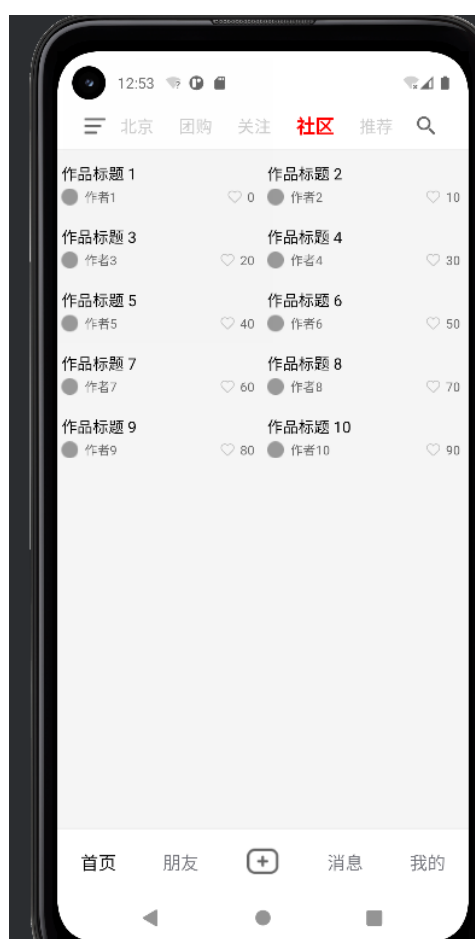 12:53
北京 团购 关注 社区 推荐
作品标题 1 作品标题 2
作者1 0 作者2 10
作品标题 3 作品标题 4
作者3 20 作者4 30
作品标题 5 作品标题 6
作者5 40 作者6 50
作品标题 7 作品标题 8
作者7 60 作者8 70
作品标题 9 作品标题 10
作者9 80 作者10 90
首页 朋友 消息 我的